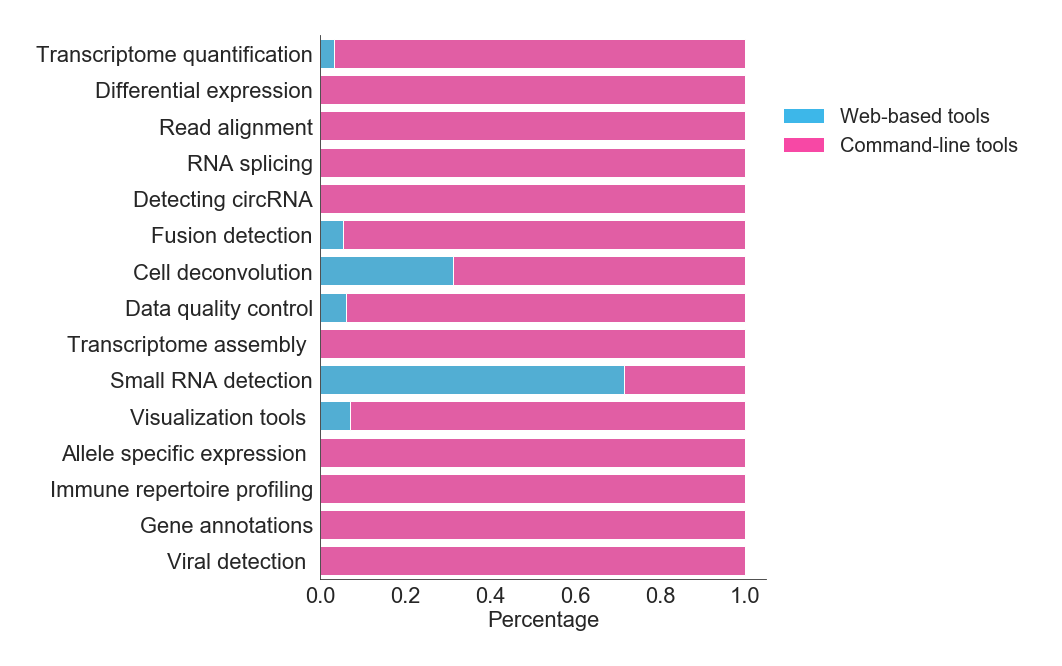 Transcriptome quantification
Differential expression
Read alignment
RNA splicing
Detecting circRNA
Fusion detection
Cell deconvolution
Data quality control
Transcriptome assembly
Small RNA detection
Visualization tools
Allele specific expression
Immune repertoire profiling
Gene annotations
Viral detection
0.0 0.2 0.4 0.6 0.8 1.0
Percentage
Web-based tools
Command-line tools